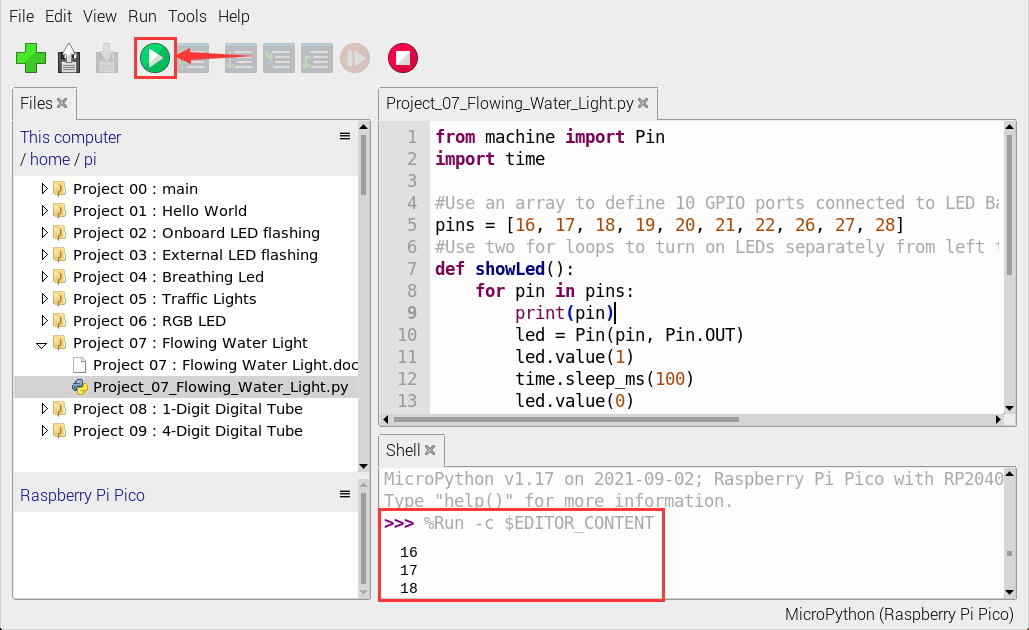 File Edit View Run Tools Help
Files
This computer
/ home / pi
Project 00 : main
Project 01 : Hello World
Project 02 : Onboard LED flashing
Project 03 : External LED flashing
Project 04 : Breathing Led
Project 05 : Traffic Lights
Project 06 : RGB LED
Project 07 : Flowing Water Light
Project 07 : Flowing Water Light.doc
Project_07_Flowing_Water_Light.py
Project 08 : 1-Digit Digital Tube
Project 09 : 4-Digit Digital Tube
Raspberry Pi Pico
Project_07_Flowing_Water_Light.py
1 from machine import Pin
2 import time
3
4 #Use an array to define 10 GPIO ports connected to LED Ba
5 pins = [16, 17, 18, 19, 20, 21, 22, 26, 27, 28]
6 #Use two for loops to turn on LEDs separately from left t
7 def showLed():
8 for pin in pins:
9 print(pin)
10 led = Pin(pin, Pin.OUT)
11 led.value(1)
12 time.sleep_ms(100)
13 led.value(0)
Shell
MicroPython v1.17 on 2021-09-02; Raspberry Pi Pico with RP2040
Type "help()" for more information.
>>> %Run -c $EDITOR_CONTENT
16
17
18
MicroPython (Raspberry Pi Pico)